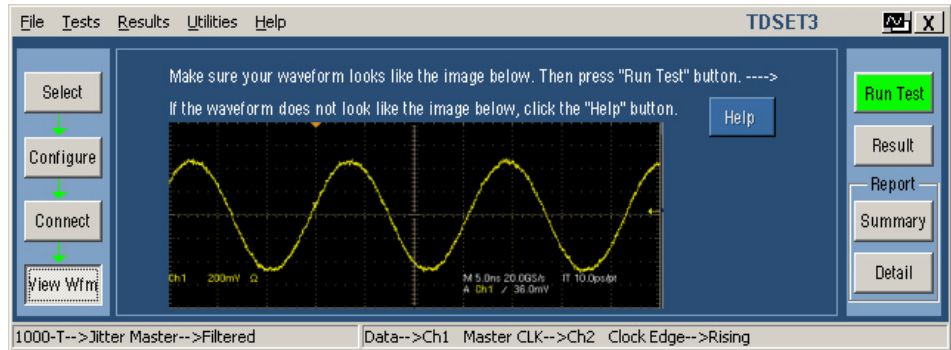 File Tests Results Utilities Help TDSET3 X
Make sure your waveform looks like the image below. Then press "Run Test" button. ---->
If the waveform does not look like the image below, click the "Help" button.
Help
Select
Configure
Connect
View Wfm
Ch1 200mV Ω
M 5.0ns 20.0GS/s IT 10.0ps/pt
A Ch1 / 36.0mV
Run Test
Result
Report
Summary
Detail
1000-T-->Jitter Master-->Filtered Data-->Ch1 Master CLK-->Ch2 Clock Edge-->Rising